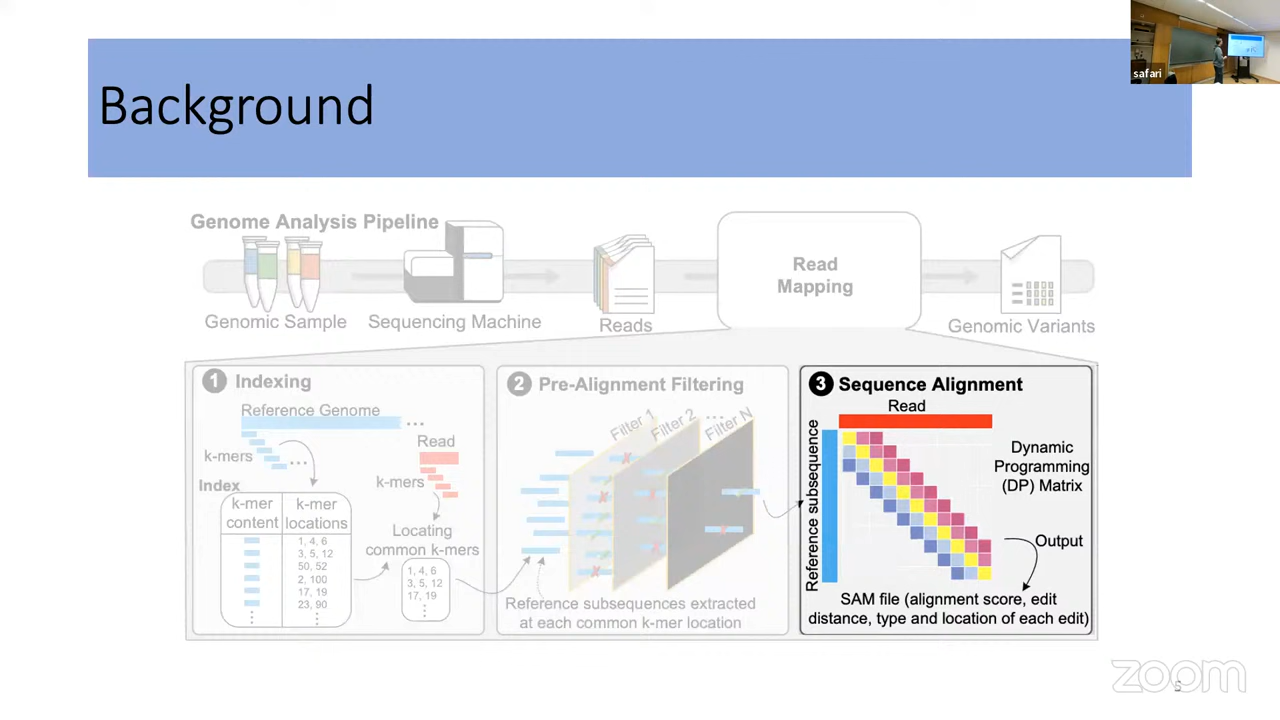 safari
Background
Genome Analysis Pipeline
Genomic Sample
Sequencing Machine
Reads
Read
Mapping
Genomic Variants
1 Indexing
Reference Genome
...
k-mers
...
Read
k-mers
Index
k-mer
content
k-mer
locations
1, 4, 6
3, 5, 12
50, 52
2, 100
17, 19
23, 90
Locating
common k-mers
1, 4, 6
3, 5, 12
17, 19
2 Pre-Alignment Filtering
Filter 1
Filter 2
...
Filter N
Reference subsequences extracted
at each common k-mer location
3 Sequence Alignment
Read
Reference subsequence
Dynamic
Programming
(DP) Matrix
Output
SAM file (alignment score, edit
distance, type and location of each edit)
zoom